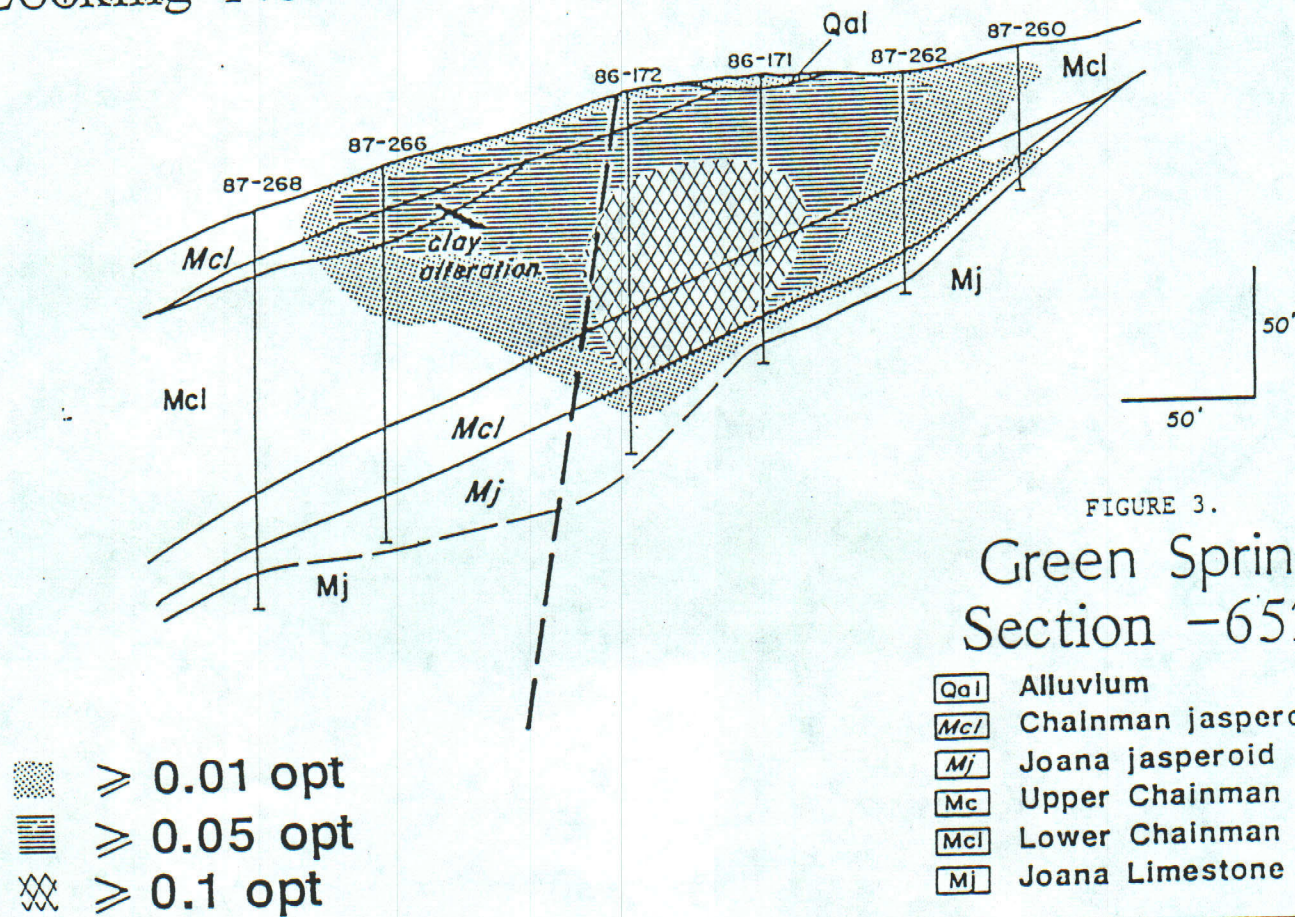 Looking
Qal
87-260
87-262
86-171
86-172
Mcl
87-266
87-268
Mcl
clay
alteration
Mj
50'
Mcl
Mcl
50'
Mj
Mj
FIGURE 3.
Green Sprin
Section -65
Qal Alluvium
Mcl Chainman jaspero
Mj Joana jasperoid
Mc Upper Chainman
Mcl Lower Chainman
Mj Joana Limestone
≥ 0.01 opt
≥ 0.05 opt
≥ 0.1 opt